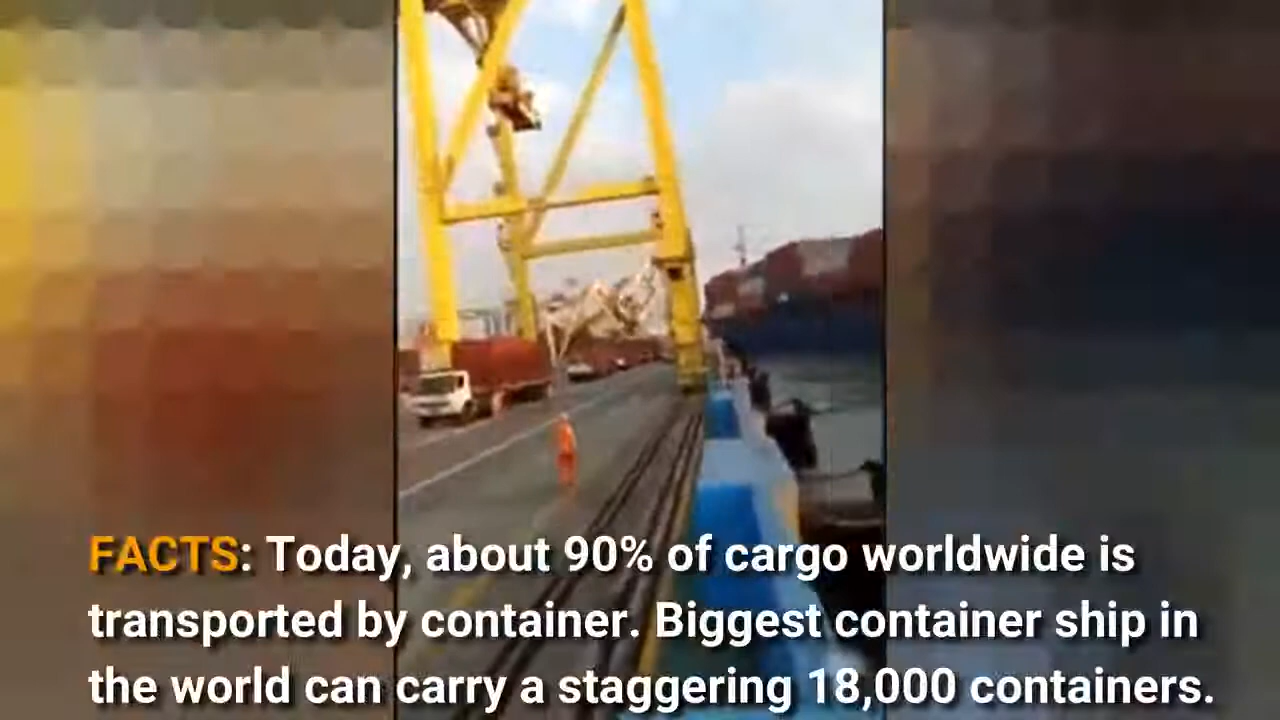 FACTS: Today, about 90% of cargo worldwide is
transported by container. Biggest container ship in
the world can carry a staggering 18,000 containers.